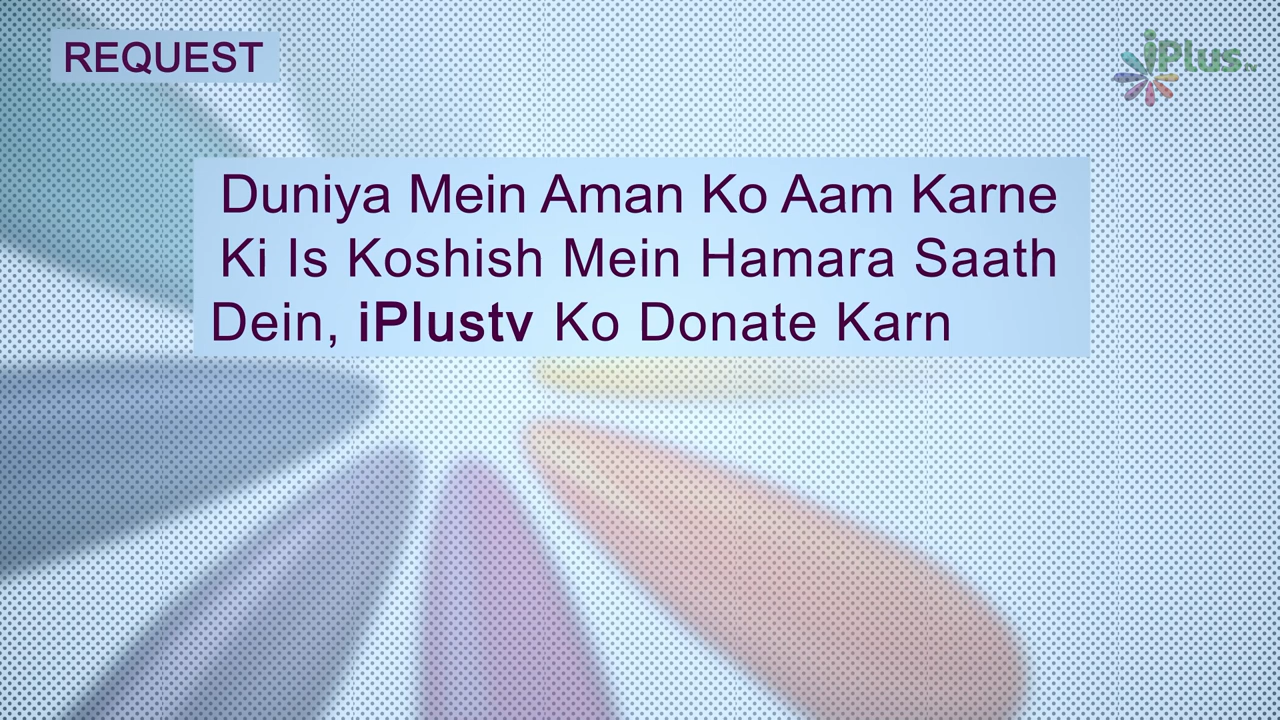 REQUEST
iPlus.tv
Duniya Mein Aman Ko Aam Karne
Ki Is Koshish Mein Hamara Saath
Dein, iPlustv Ko Donate Karn